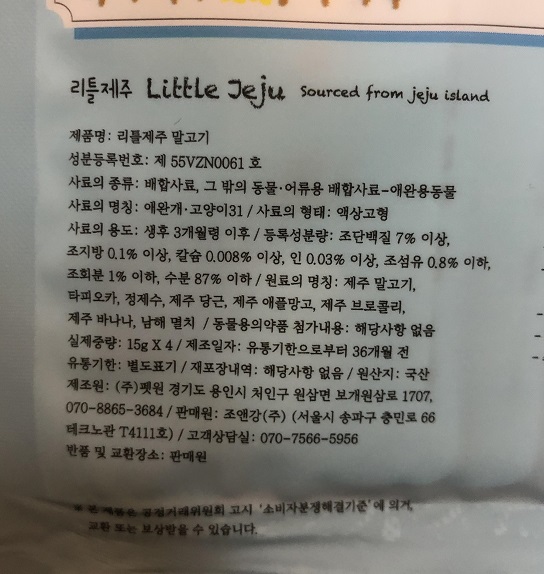 리틀제주 Little Jeju Sourced from jeju island
제품명: 리틀제주 말고기
성분등록번호: 제 55VZN0061 호
사료의 종류: 배합사료, 그 밖의 동물·어류용 배합사료-애완용동물
사료의 명칭: 애완개·고양이31 / 사료의 형태: 액상고형
사료의 용도: 생후 3개월령 이후 / 등록성분량: 조단백질 7% 이상,
조지방 0.1% 이상, 칼슘 0.008% 이상, 인 0.03% 이상, 조섬유 0.8% 이하,
조회분 1% 이하, 수분 87% 이하 / 원료의 명칭: 제주 말고기,
타피오카, 정제수, 제주 당근, 제주 애플망고, 제주 브로콜리,
제주 바나나, 남해 멸치 / 동물용의약품 첨가내용: 해당사항 없음
실제중량: 15g X 4 / 제조일자: 유통기한으로부터 36개월 전
유통기한: 별도표기 / 재포장내역: 해당사항 없음 / 원산지: 국산
제조원: (주)펫원 경기도 용인시 처인구 원삼면 보개원삼로 1707,
070-8865-3684 / 판매원: 조앤강(주) (서울시 송파구 충민로 66
테크노관 T4111호) / 고객상담실: 070-7566-5956
반품 및 교환장소: 판매원
※ 본 제품은 공정거래위원회 고시 '소비자분쟁해결기준'에 의거,
교환 또는 보상받을 수 있습니다.